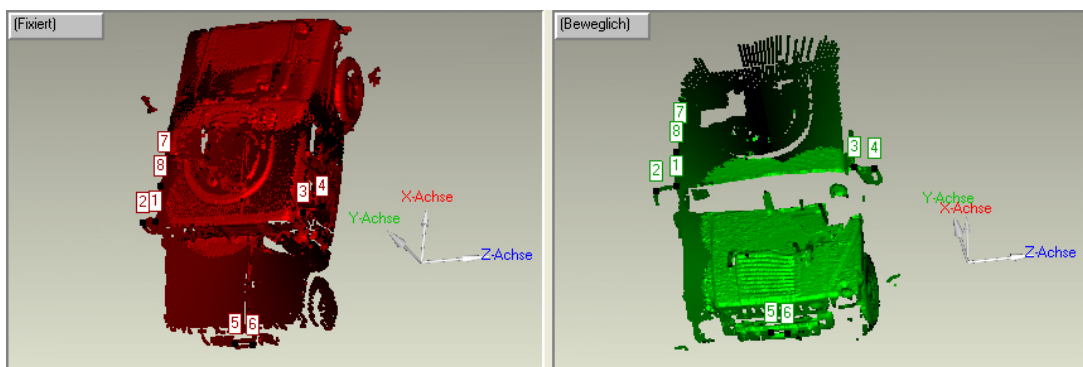 (Fixiert)
7
8
2 1
3 4
X-Achse
Y-Achse
Z-Achse
5 6
(Beweglich)
7
8
2 1
3 4
Y-Achse
X-Achse
Z-Achse
5 6